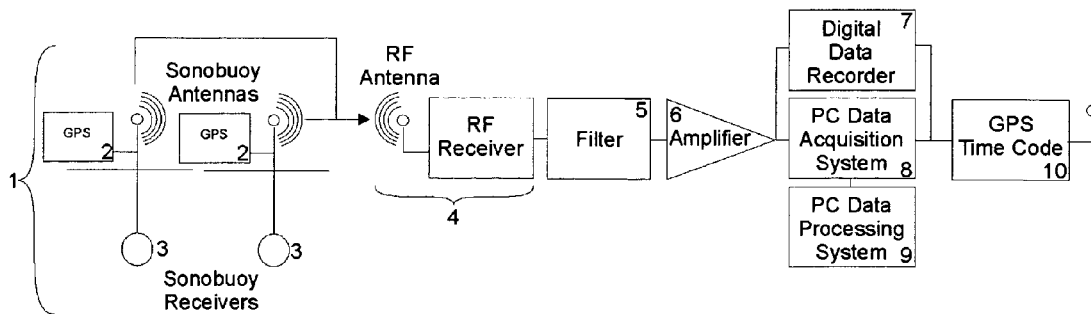 1
Sonobuoy
Antennas
GPS
2
GPS
2
3
3
Sonobuoy
Receivers
RF
Antenna
RF
Receiver
4
5
Filter
6
Amplifier
7
Digital
Data
Recorder
PC Data
Acquisition
System
8
PC Data
Processing
System
9
GPS
Time Code
10